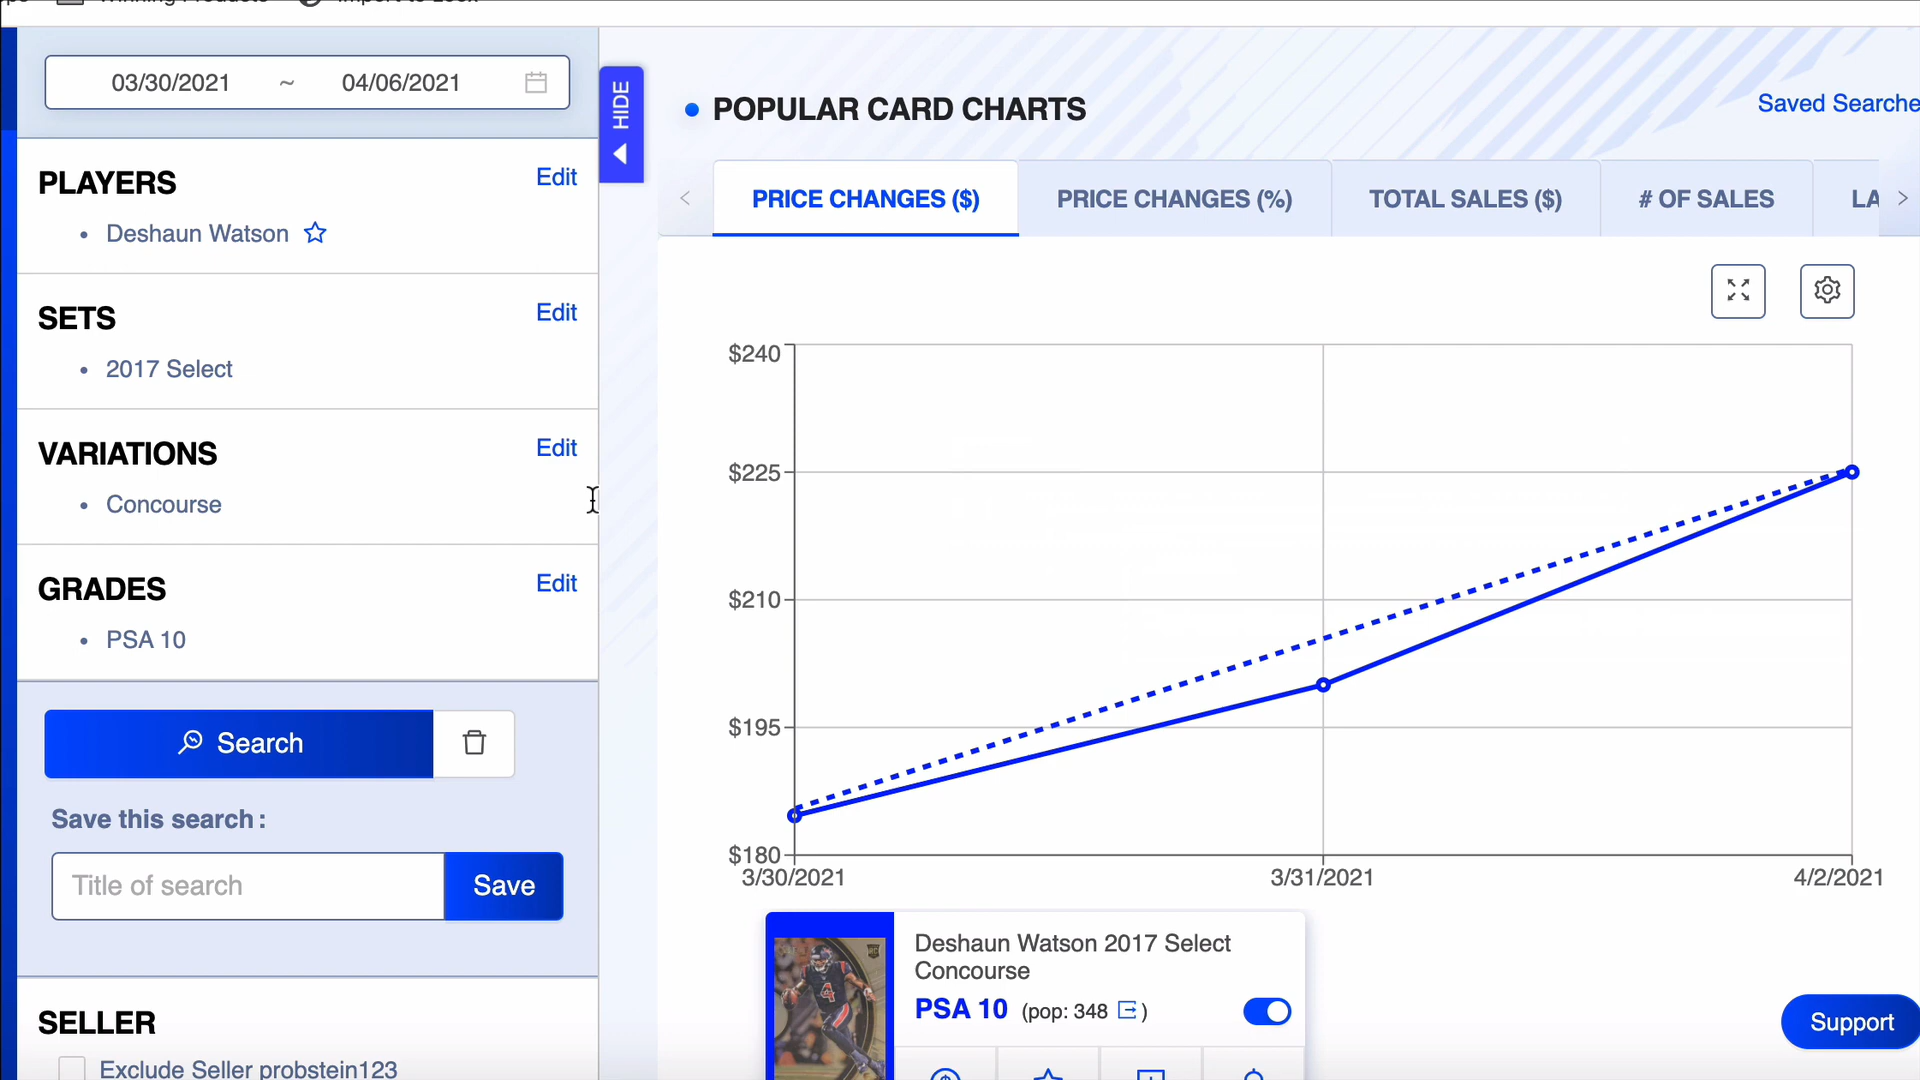 03/30/2021 ~ 04/06/2021
HIDE
POPULAR CARD CHARTS
Saved Searche
PLAYERS
Edit
Deshaun Watson
SETS
Edit
2017 Select
VARIATIONS
Edit
Concourse
GRADES
Edit
PSA 10
Search
Save this search :
Title of search
Save
SELLER
Exclude Seller probstein123
PRICE CHANGES ($)
PRICE CHANGES (%)
TOTAL SALES ($)
# OF SALES
LA
$240
$225
$210
$195
$180
3/30/2021
3/31/2021
4/2/2021
Deshaun Watson 2017 Select
Concourse
PSA 10 (pop: 348 )
Support